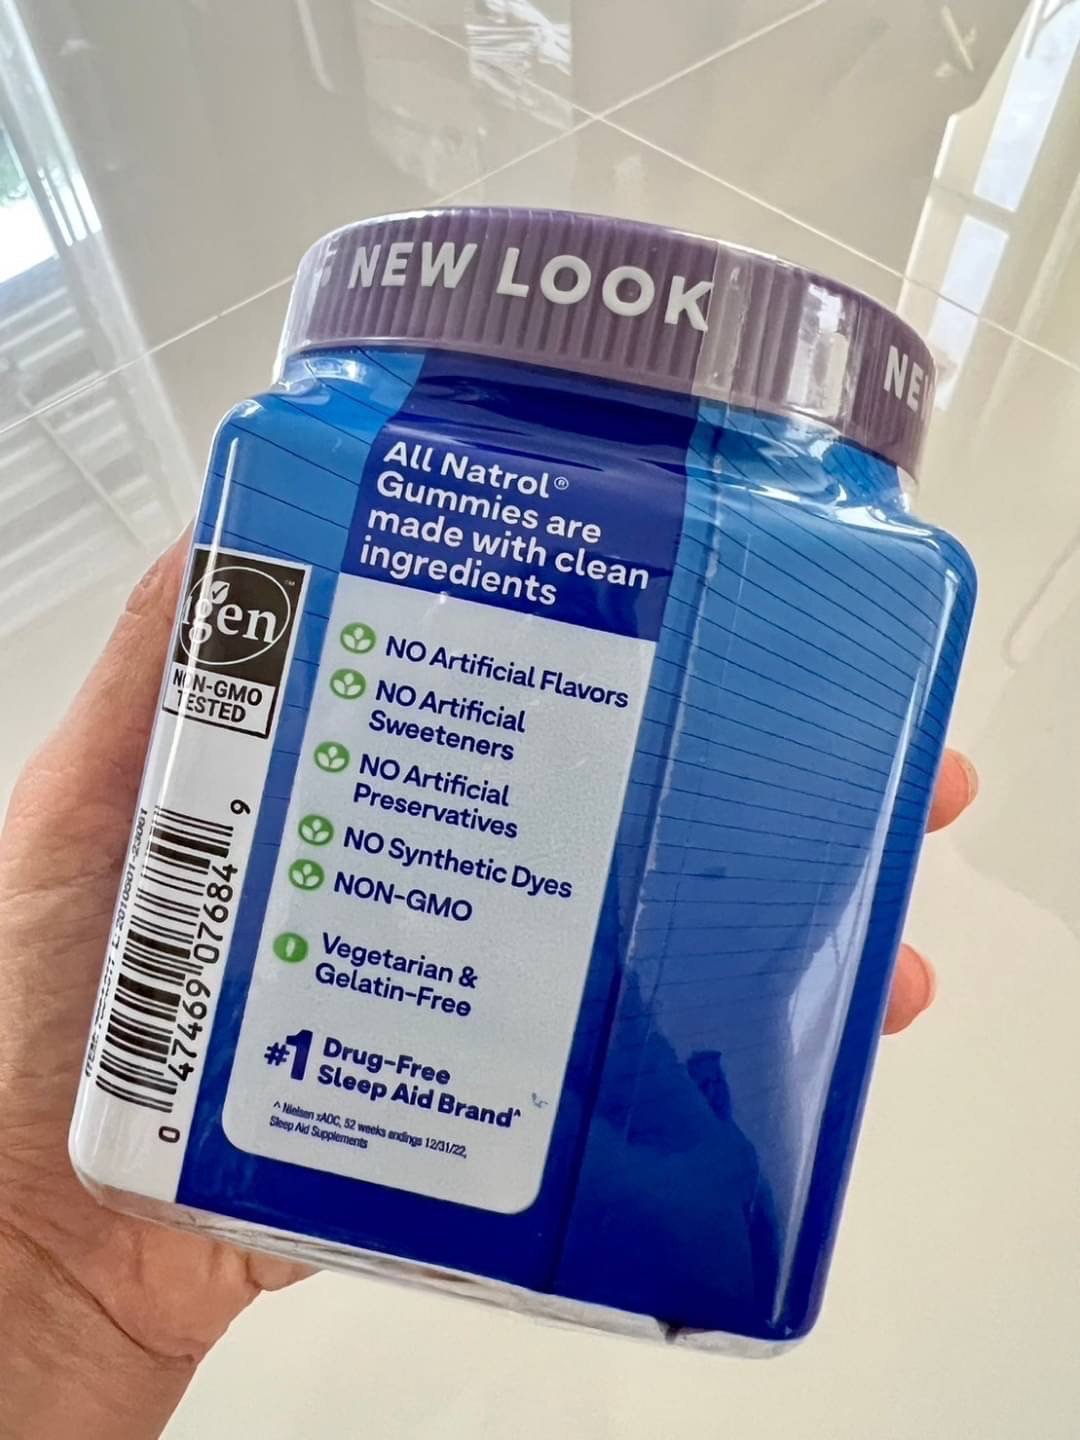 NEW LOOK
NE
All Natrol®
Gummies are
made with clean
ingredients
NO Artificial Flavors
NO Artificial
Sweeteners
NO Artificial
Preservatives
NO Synthetic Dyes
NON-GMO
Vegetarian &
Gelatin-Free
#1 Drug-Free
Sleep Aid Brand^
^ Nielsen xAOC, 52 weeks endings 12/31/22,
Sleep Aid Supplements
igen™
NON-GMO
TESTED
0 47469 07684 9